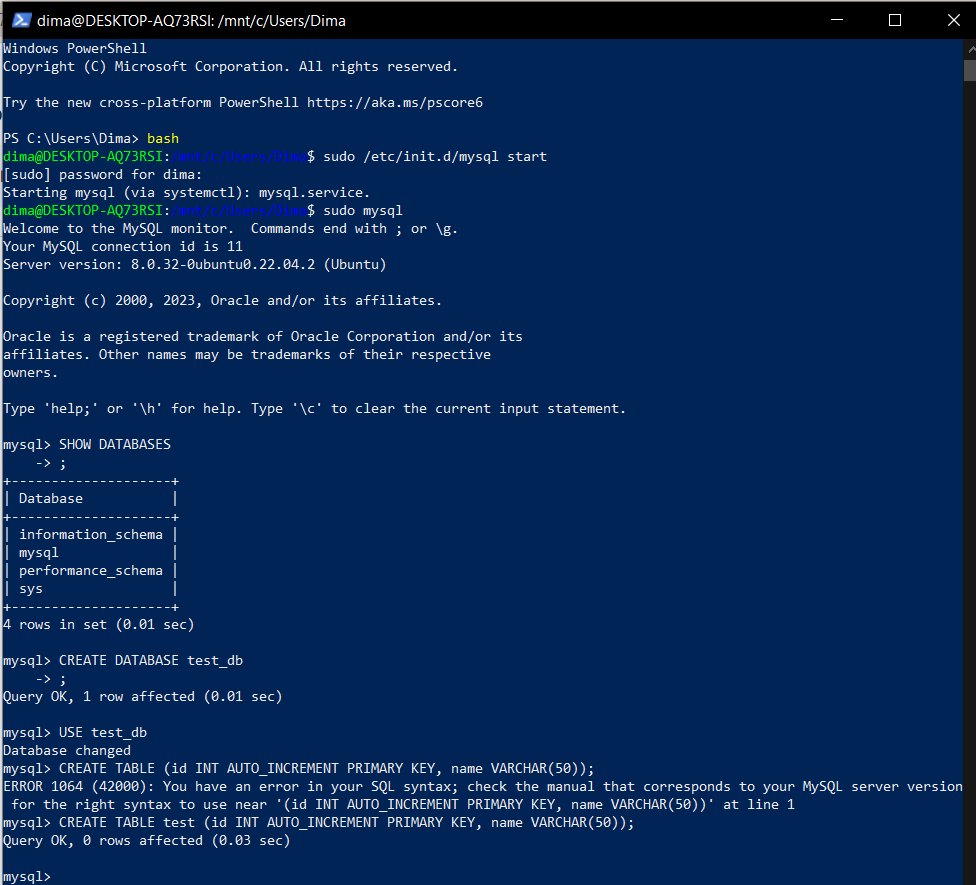 dima@DESKTOP-AQ73RSI: /mnt/c/Users/Dima
Windows PowerShell
Copyright (C) Microsoft Corporation. All rights reserved.
Try the new cross-platform PowerShell https://aka.ms/pscore6
PS C:\Users\Dima> bash
dima@DESKTOP-AQ73RSI:/mnt/c/Users/Dima$ sudo /etc/init.d/mysql start
[sudo] password for dima:
Starting mysql (via systemctl): mysql.service.
dima@DESKTOP-AQ73RSI:/mnt/c/Users/Dima$ sudo mysql
Welcome to the MySQL monitor.  Commands end with ; or \g.
Your MySQL connection id is 11
Server version: 8.0.32-0ubuntu0.22.04.2 (Ubuntu)
Copyright (c) 2000, 2023, Oracle and/or its affiliates.
Oracle is a registered trademark of Oracle Corporation and/or its
affiliates. Other names may be trademarks of their respective
owners.
Type 'help;' or '\h' for help. Type '\c' to clear the current input statement.
mysql> SHOW DATABASES
    -> ;
+--------------------+
| Database           |
+--------------------+
| information_schema |
| mysql              |
| performance_schema |
| sys                |
+--------------------+
4 rows in set (0.01 sec)
mysql> CREATE DATABASE test_db
    -> ;
Query OK, 1 row affected (0.01 sec)
mysql> USE test_db
Database changed
mysql> CREATE TABLE (id INT AUTO_INCREMENT PRIMARY KEY, name VARCHAR(50));
ERROR 1064 (42000): You have an error in your SQL syntax; check the manual that corresponds to your MySQL server version
 for the right syntax to use near '(id INT AUTO_INCREMENT PRIMARY KEY, name VARCHAR(50))' at line 1
mysql> CREATE TABLE test (id INT AUTO_INCREMENT PRIMARY KEY, name VARCHAR(50));
Query OK, 0 rows affected (0.03 sec)
mysql>